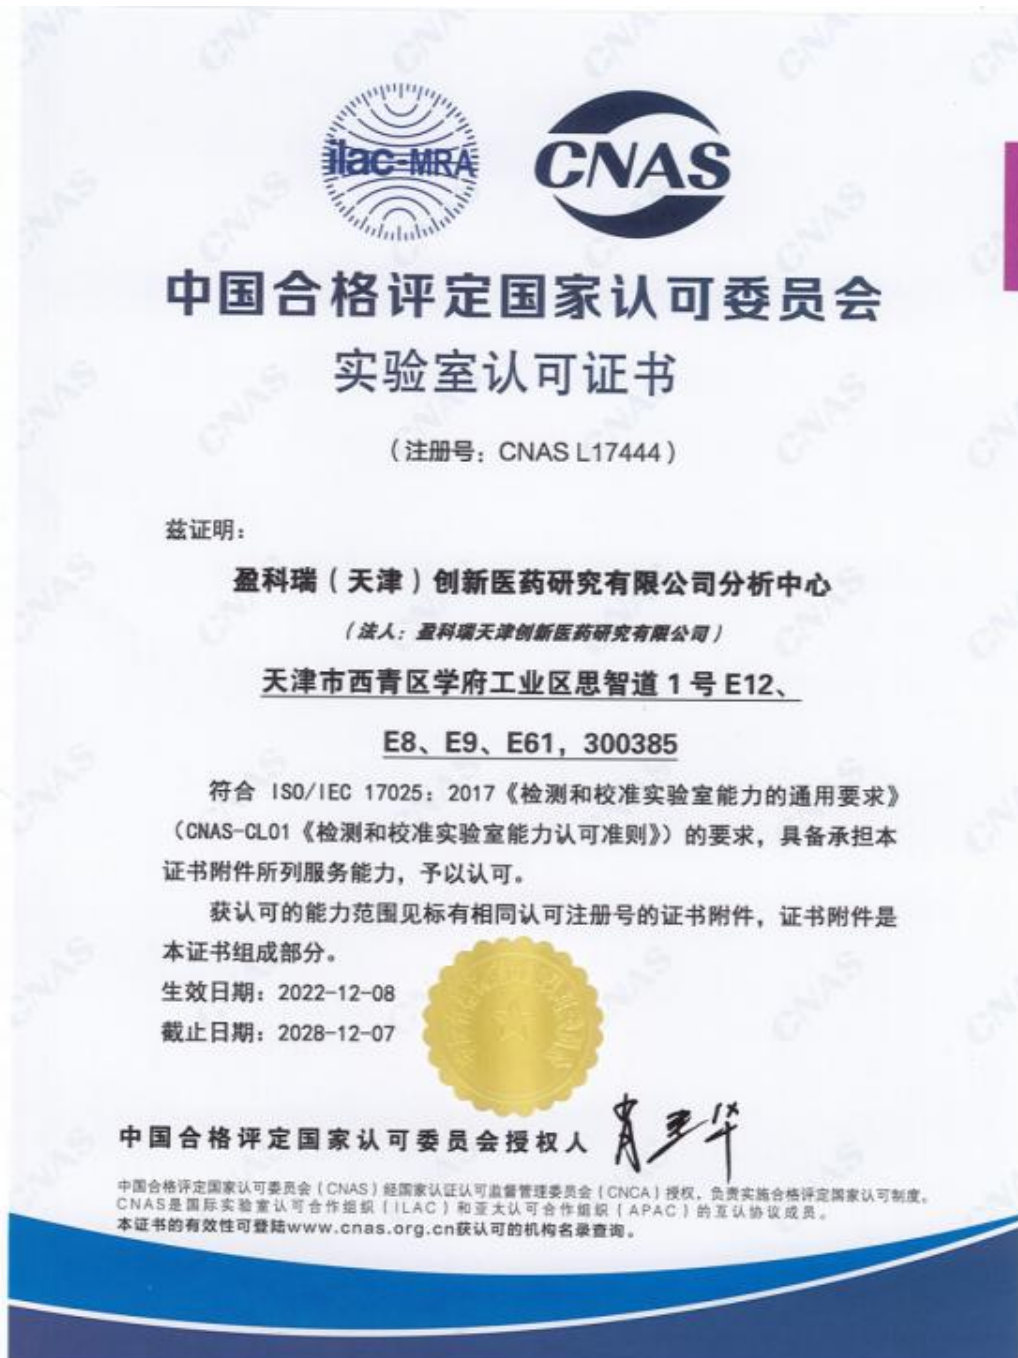 ilac-MRA
CNAS
中国合格评定国家认可委员会
实验室认可证书
（注册号：CNAS L17444）
兹证明：
盈科瑞（天津）创新医药研究有限公司分析中心
（法人：盈科瑞天津创新医药研究有限公司）
天津市西青区学府工业区思智道 1 号 E12、
E8、E9、E61，300385
符合 ISO/IEC 17025：2017《检测和校准实验室能力的通用要求》
（CNAS-CL01《检测和校准实验室能力认可准则》）的要求，具备承担本
证书附件所列服务能力，予以认可。
获认可的能力范围见标有相同认可注册号的证书附件，证书附件是
本证书组成部分。
生效日期：2022-12-08
截止日期：2028-12-07
中国合格评定国家认可委员会授权人
中国合格评定国家认可委员会（CNAS）经国家认证认可监督管理委员会（CNCA）授权，负责实施合格评定国家认可制度。
CNAS是国际实验室认可合作组织（ILAC）和亚太认可合作组织（APAC）的互认协议成员。
本证书的有效性可登陆www.cnas.org.cn获认可的机构名录查询。